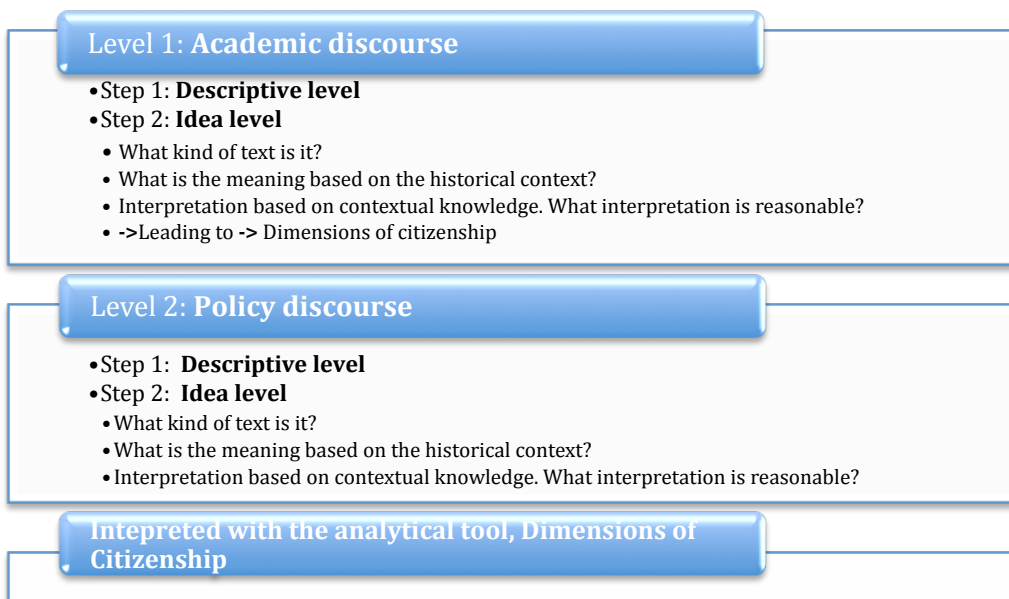 Level 1: Academic discourse
•Step 1: Descriptive level
•Step 2: Idea level
• What kind of text is it?
• What is the meaning based on the historical context?
• Interpretation based on contextual knowledge. What interpretation is reasonable?
• ->Leading to -> Dimensions of citizenship
Level 2: Policy discourse
•Step 1: Descriptive level
•Step 2: Idea level
•What kind of text is it?
•What is the meaning based on the historical context?
•Interpretation based on contextual knowledge. What interpretation is reasonable?
Intepreted with the analytical tool, Dimensions of
Citizenship